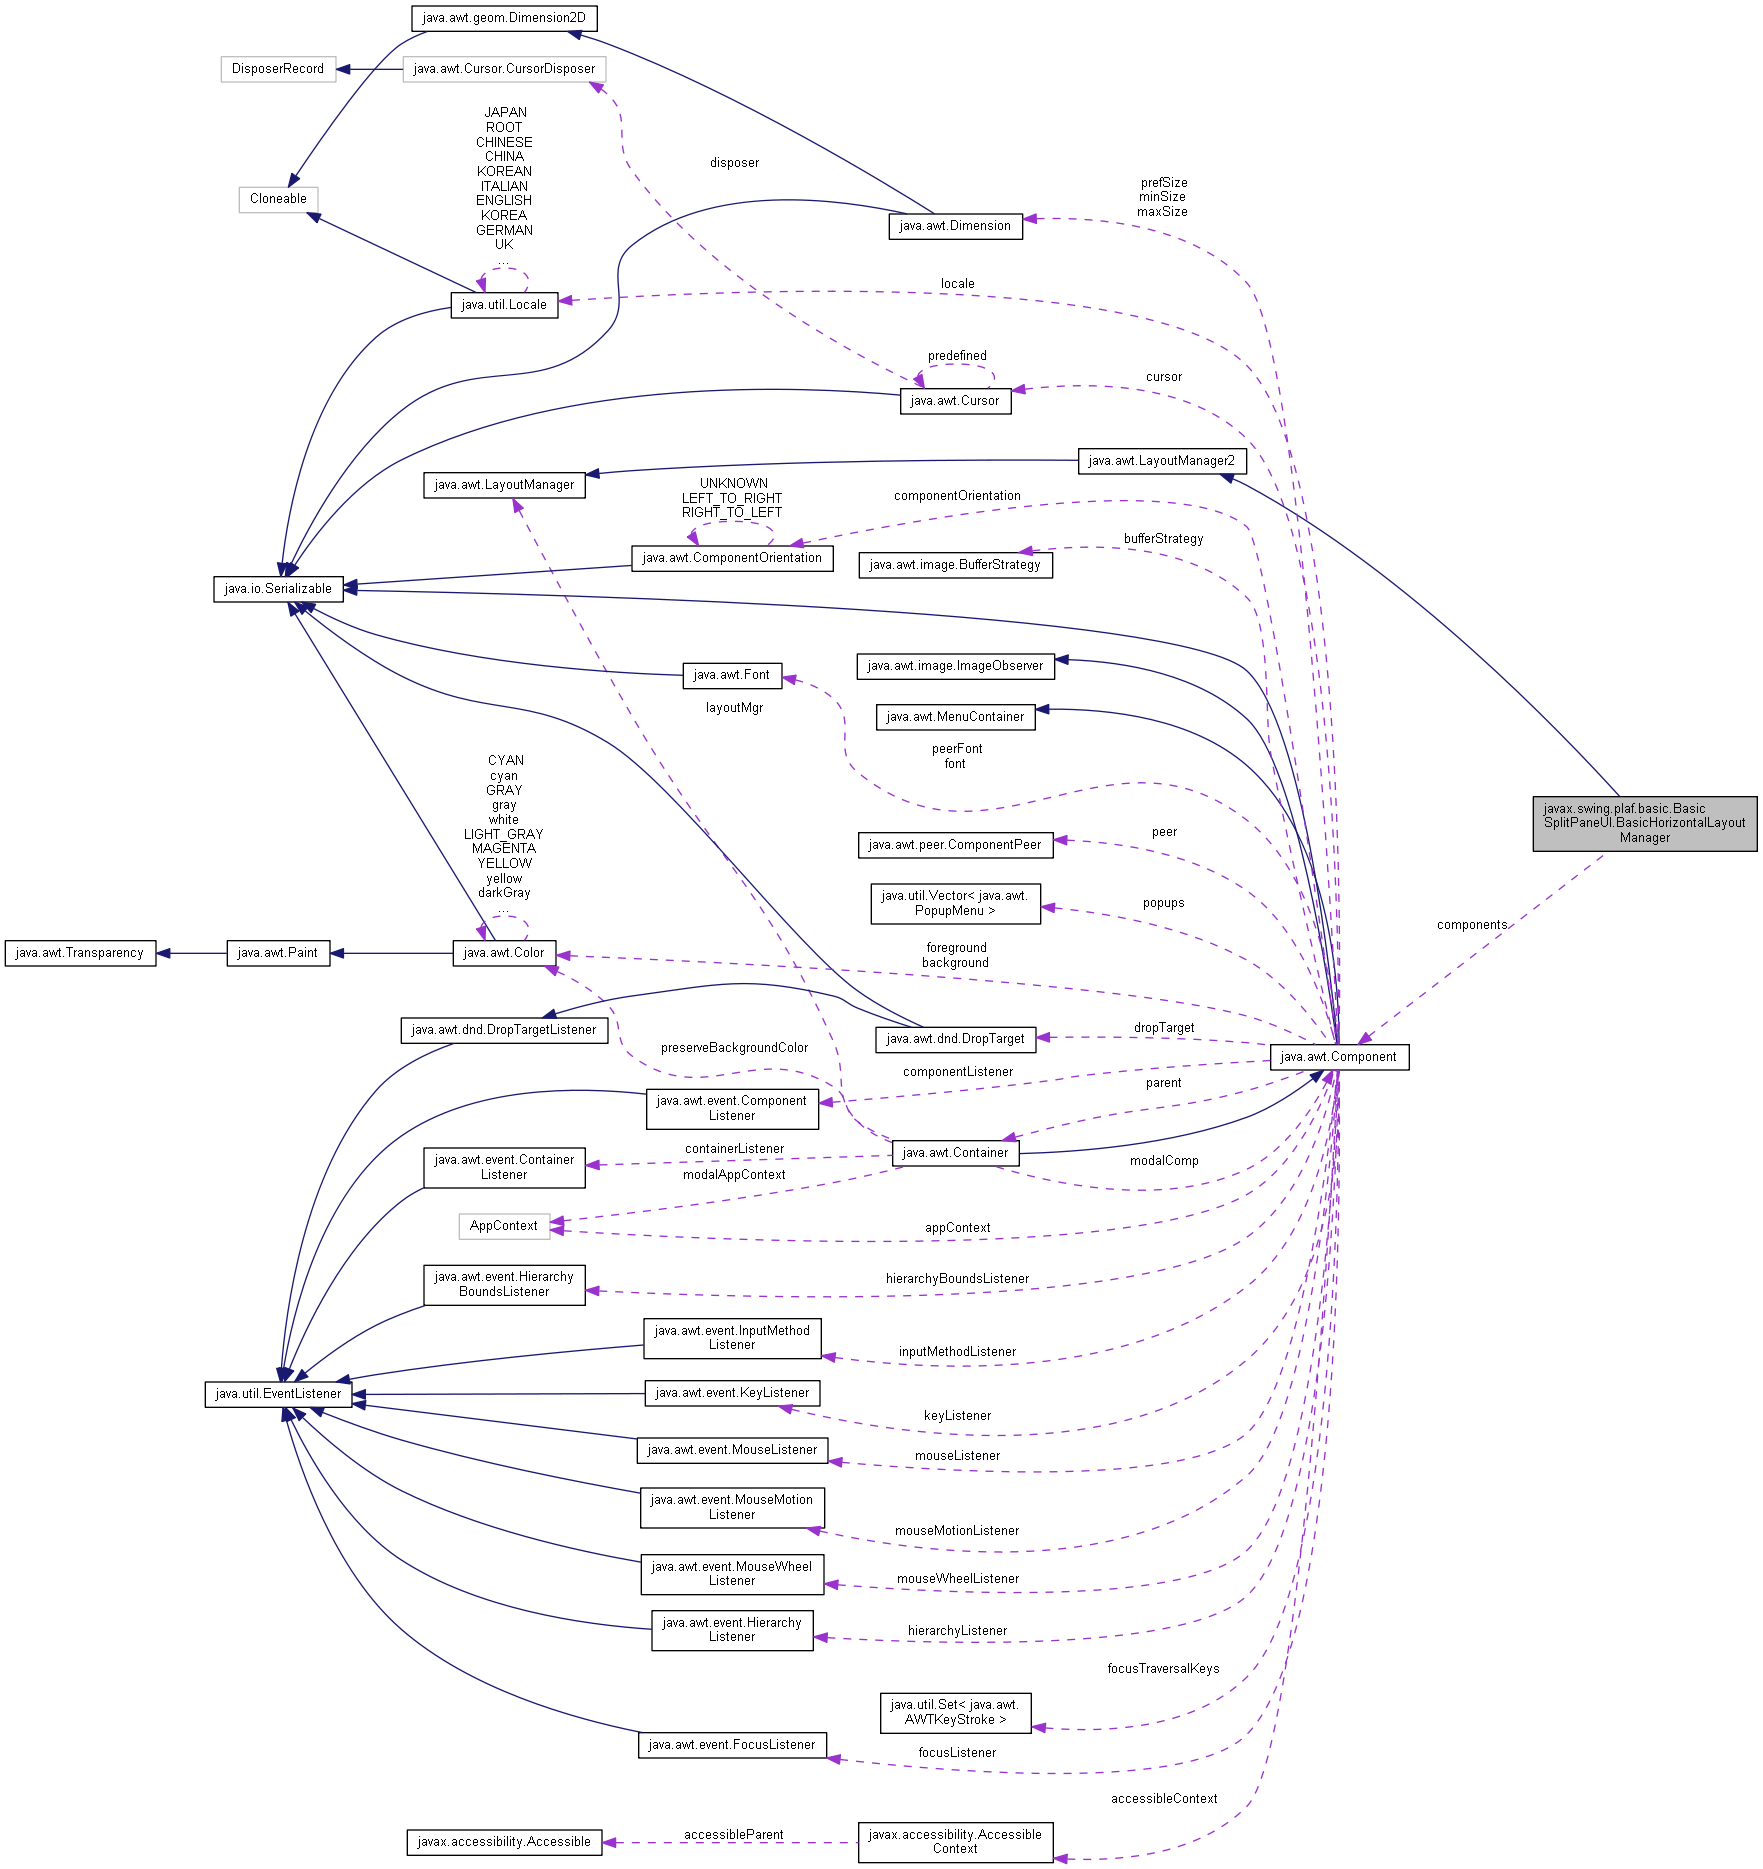 java.awt.geom.Dimension2D
DisposerRecord
java.awt.Cursor.CursorDisposer
JAPAN
ROOT
CHINESE
CHINA
KOREAN
ITALIAN
ENGLISH
KOREA
GERMAN
UK
...
disposer
prefSize
minSize
maxSize
Cloneable
java.awt.Dimension
java.util.Locale
locale
predefined
cursor
java.awt.Cursor
java.awt.LayoutManager2
java.awt.LayoutManager
UNKNOWN
LEFT_TO_RIGHT
RIGHT_TO_LEFT
componentOrientation
java.awt.ComponentOrientation
bufferStrategy
java.awt.image.BufferStrategy
java.io.Serializable
java.awt.image.ImageObserver
java.awt.Font
layoutMgr
java.awt.MenuContainer
peerFont
font
CYAN
cyan
GRAY
gray
white
LIGHT_GRAY
MAGENTA
YELLOW
yellow
darkGray
...
javax.swing.plaf.basic.Basic
SplitPaneUI.BasicHorizontalLayout
Manager
peer
java.awt.peer.ComponentPeer
java.util.Vector< java.awt.
PopupMenu >
popups
components
java.awt.Transparency
java.awt.Paint
java.awt.Color
foreground
background
java.awt.dnd.DropTargetListener
java.awt.dnd.DropTarget
dropTarget
preserveBackgroundColor
java.awt.Component
componentListener
parent
java.awt.event.Component
Listener
java.awt.event.Container
Listener
containerListener
java.awt.Container
modalComp
modalAppContext
AppContext
appContext
java.awt.event.Hierarchy
BoundsListener
hierarchyBoundsListener
java.awt.event.InputMethod
Listener
inputMethodListener
java.util.EventListener
java.awt.event.KeyListener
keyListener
java.awt.event.MouseListener
mouseListener
java.awt.event.MouseMotion
Listener
mouseMotionListener
java.awt.event.MouseWheel
Listener
mouseWheelListener
java.awt.event.Hierarchy
Listener
hierarchyListener
focusTraversalKeys
java.util.Set< java.awt.
AWTKeyStroke >
java.awt.event.FocusListener
focusListener
accessibleContext
javax.accessibility.Accessible
accessibleParent
javax.accessibility.Accessible
Context